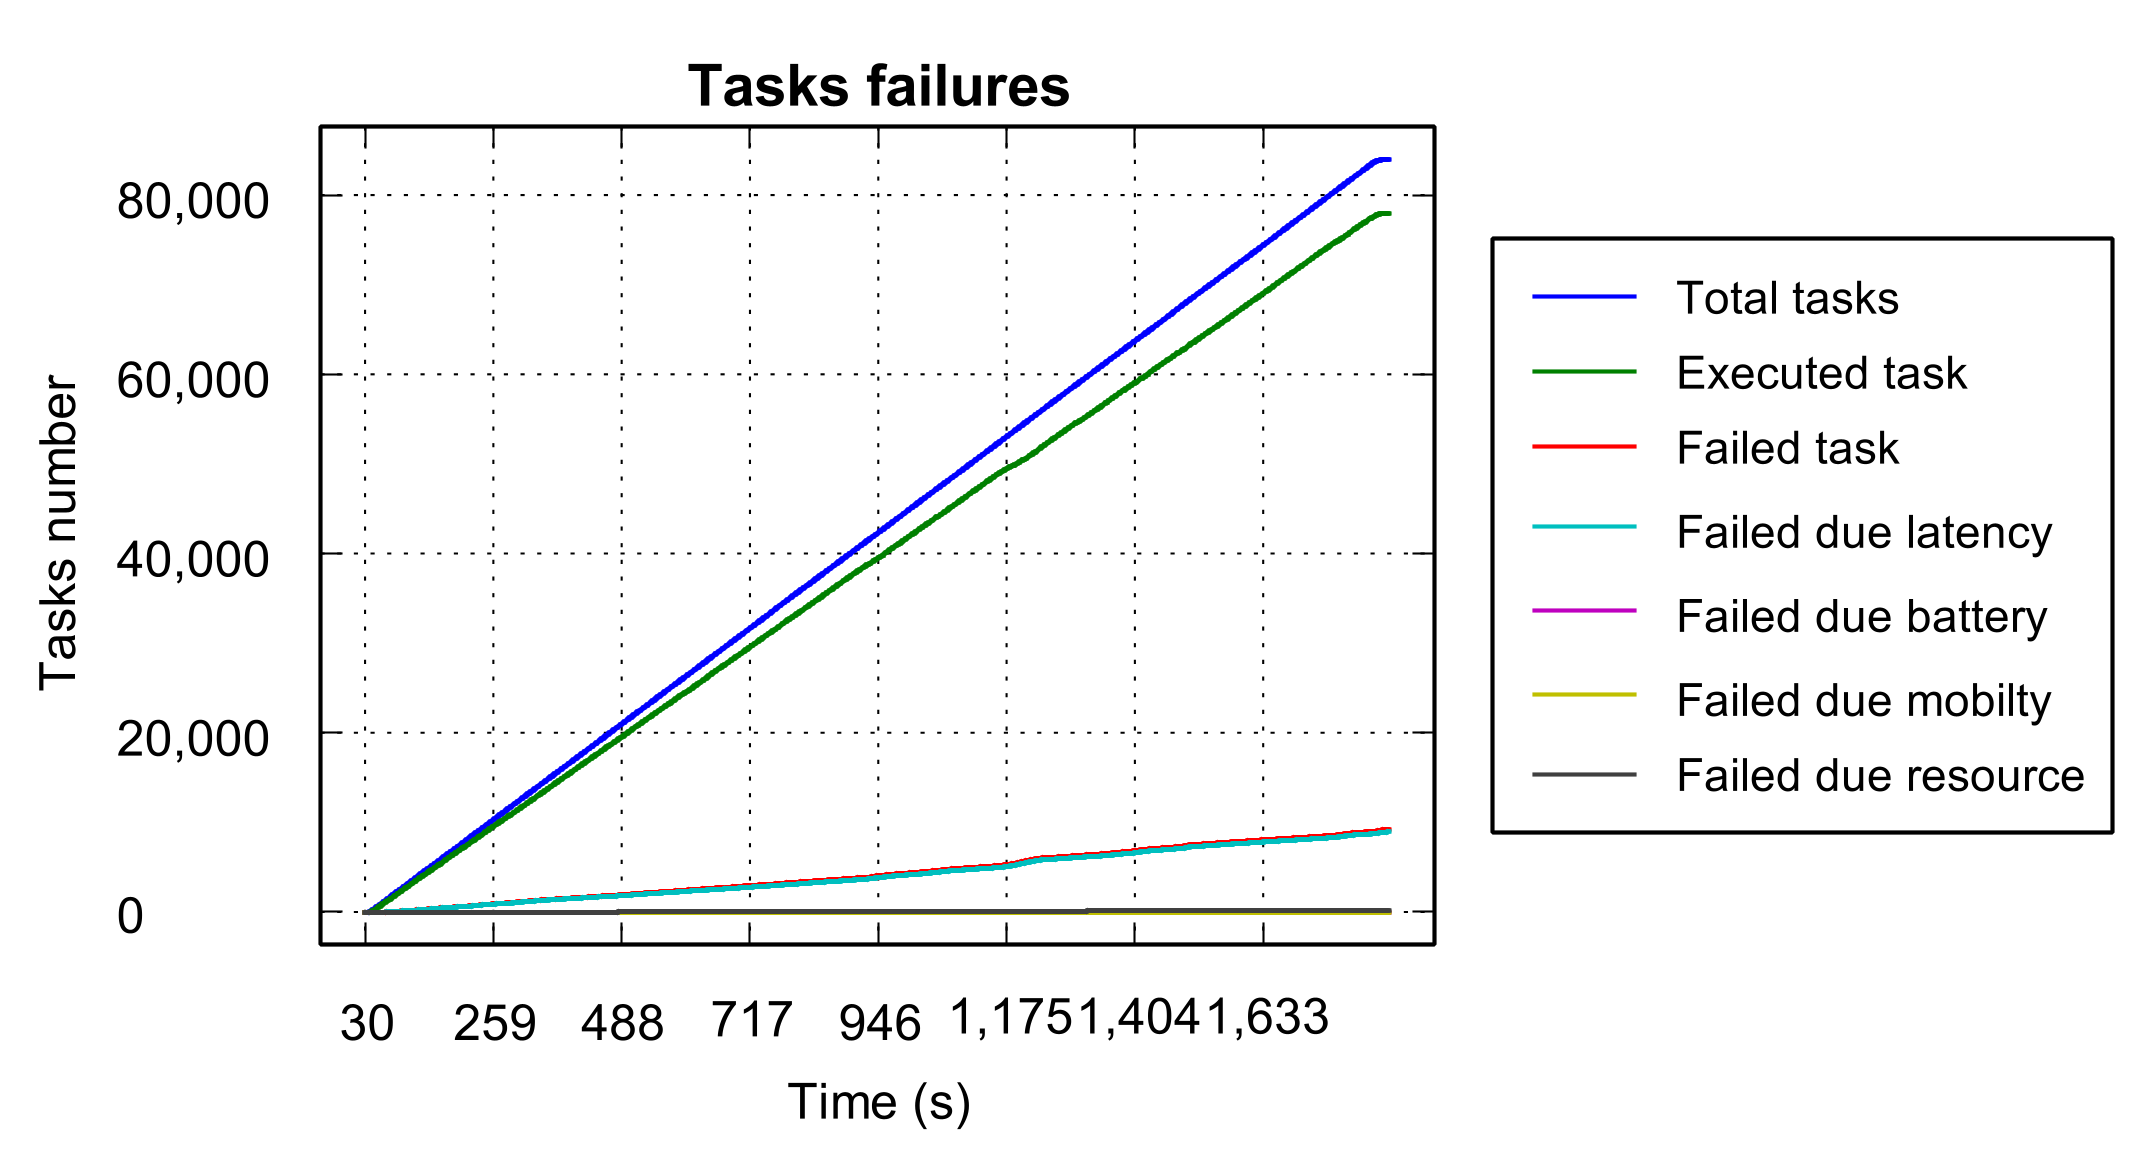 Tasks failures
80,000
60,000
40,000
20,000
0
Tasks number
30 259 488 717 946 1,175 1,404 1,633
Time (s)
Total tasks
Executed task
Failed task
Failed due latency
Failed due battery
Failed due mobilty
Failed due resource